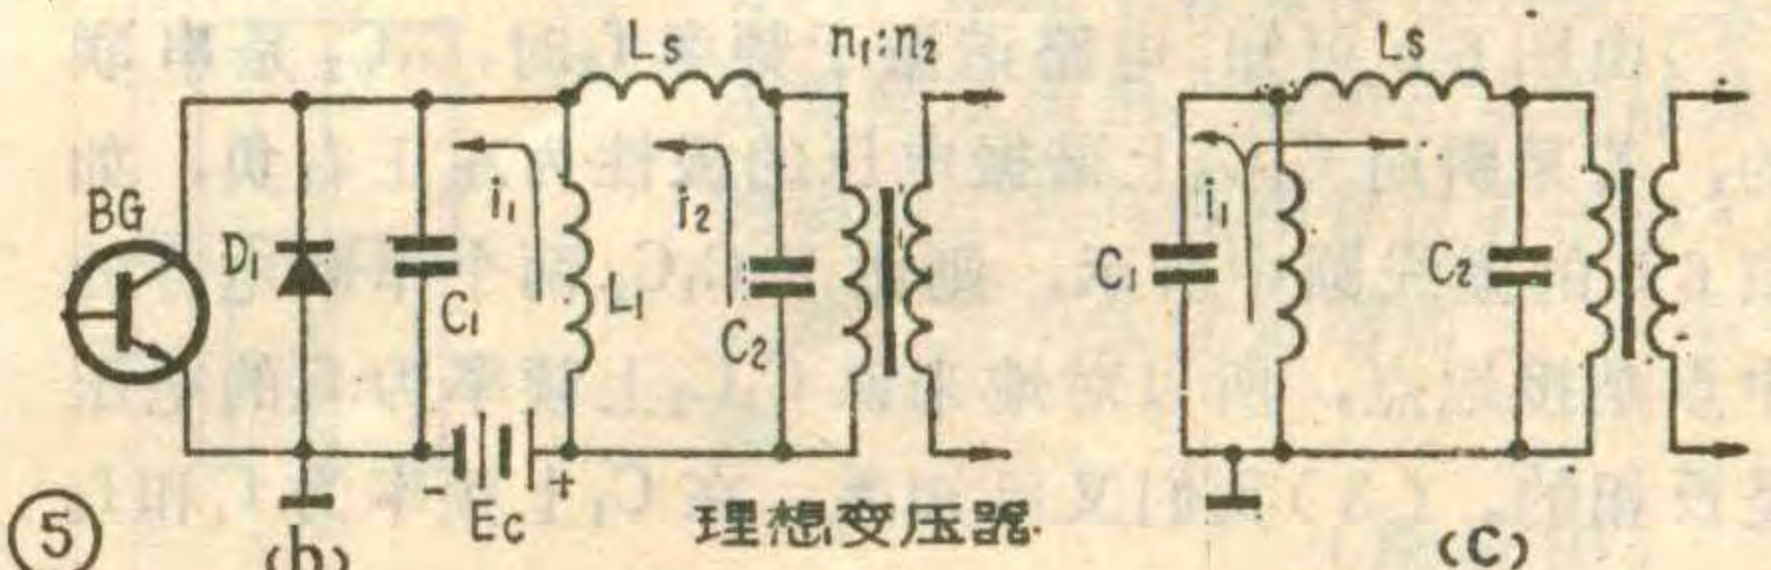 Ls n₁:n₂ Ls
BG D₁ C₁ i₁ L₁ i₂ C₂ C₁ i₁ C₂
- Ec + 理想变压器
⑤ (b) (C)